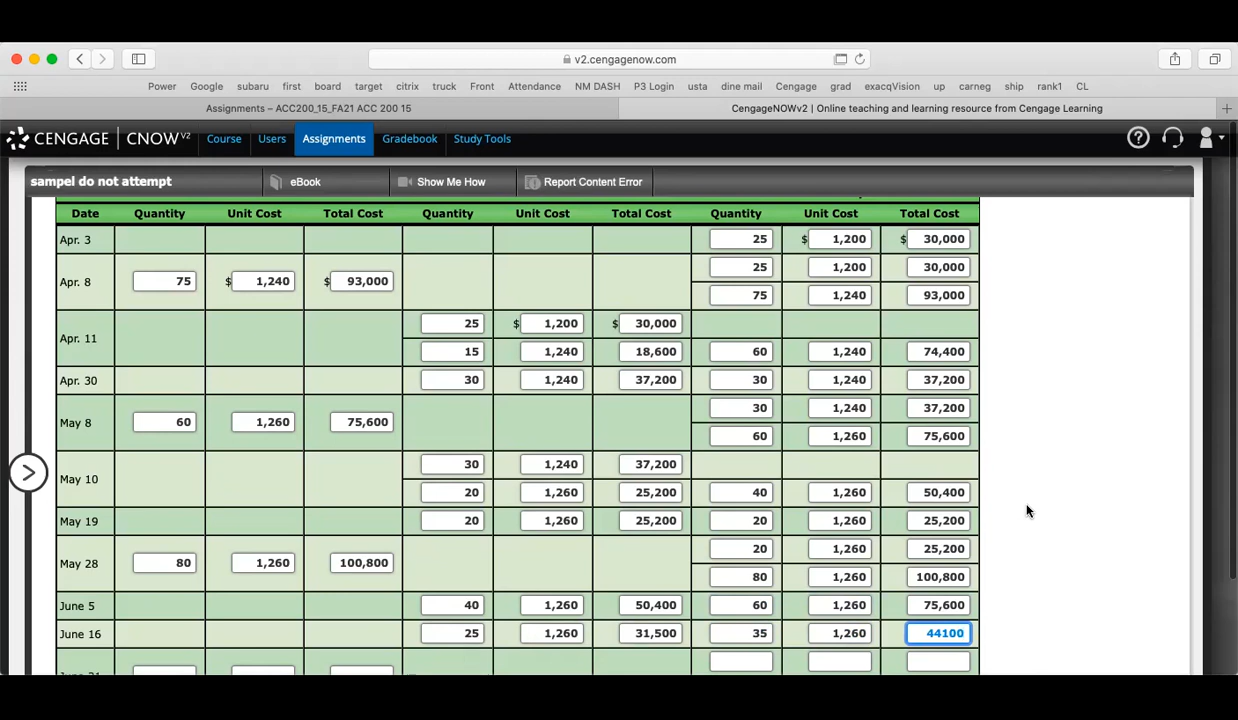 v2.cengagenow.com
Power Google subaru first board target citrix truck Front Attendance NM DASH P3 Login usta dine mail Cengage grad exacqVision up carneg ship rank1 CL
Assignments – ACC200_15_FA21 ACC 200 15 CengageNOWv2 | Online teaching and learning resource from Cengage Learning +
CENGAGE | CNOWV2 Course Users Assignments Gradebook Study Tools ?
sampel do not attempt eBook Show Me How Report Content Error
Date Quantity Unit Cost Total Cost Quantity Unit Cost Total Cost Quantity Unit Cost Total Cost
Apr. 3 25 $ 1,200 $ 30,000
25 1,200 30,000
Apr. 8 75 $ 1,240 $ 93,000
75 1,240 93,000
25 $ 1,200 $ 30,000
Apr. 11
15 1,240 18,600 60 1,240 74,400
Apr. 30 30 1,240 37,200 30 1,240 37,200
30 1,240 37,200
May 8 60 1,260 75,600
60 1,260 75,600
30 1,240 37,200
May 10
20 1,260 25,200 40 1,260 50,400
May 19 20 1,260 25,200 20 1,260 25,200
20 1,260 25,200
May 28 80 1,260 100,800
80 1,260 100,800
June 5 40 1,260 50,400 60 1,260 75,600
June 16 25 1,260 31,500 35 1,260 44100